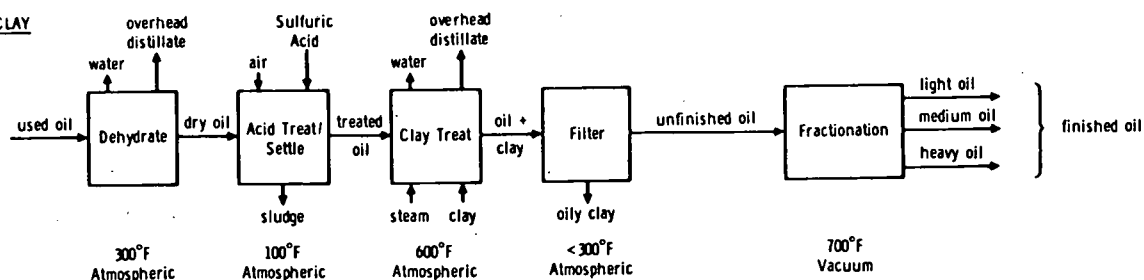 CLAY
overhead
distillate
water
used oil
Dehydrate
dry oil
300°F
Atmospheric
Sulfuric
Acid
air
Acid Treat/
Settle
treated
oil
sludge
100°F
Atmospheric
overhead
distillate
water
Clay Treat
steam
clay
oil +
clay
600°F
Atmospheric
Filter
oily clay
<300°F
Atmospheric
unfinished oil
Fractionation
700°F
Vacuum
light oil
medium oil
heavy oil
finished oil